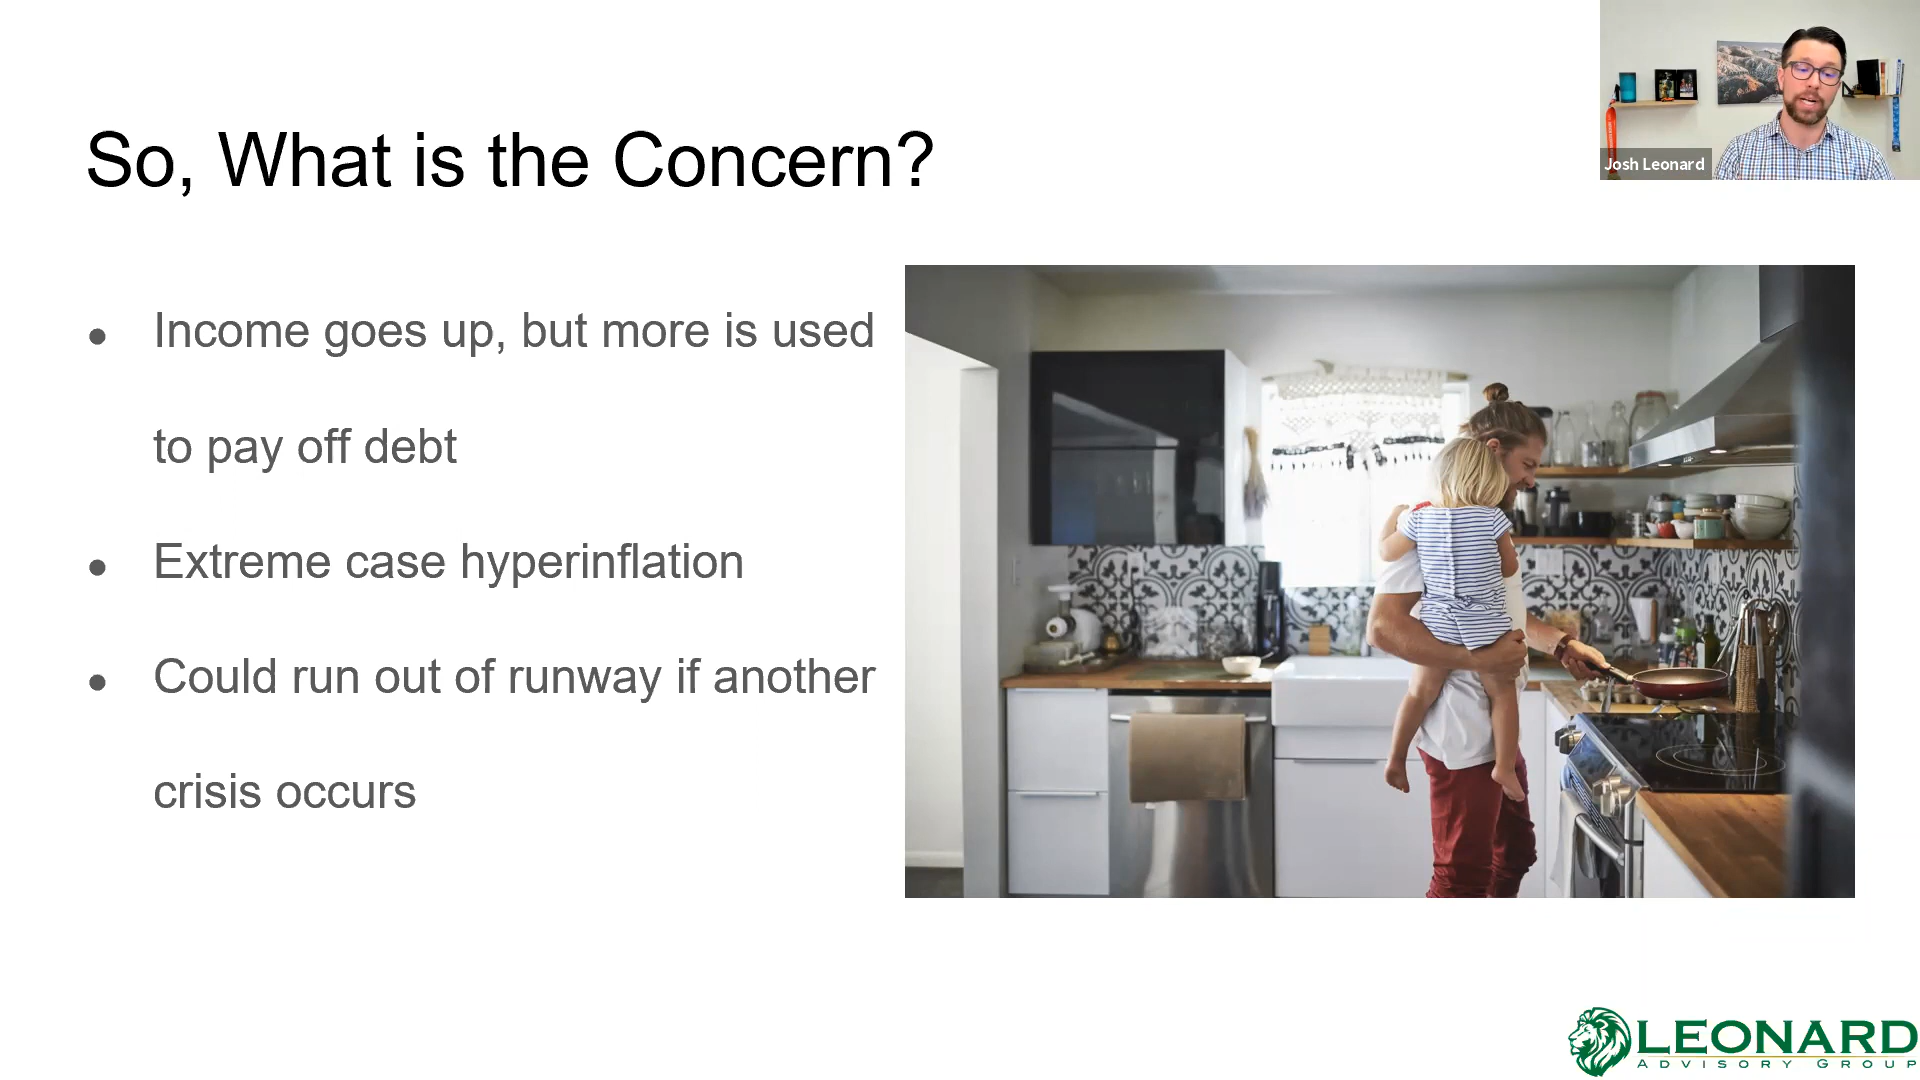 Josh Leonard
So, What is the Concern?
● Income goes up, but more is used
to pay off debt
● Extreme case hyperinflation
● Could run out of runway if another
crisis occurs
LEONARD
ADVISORY GROUP